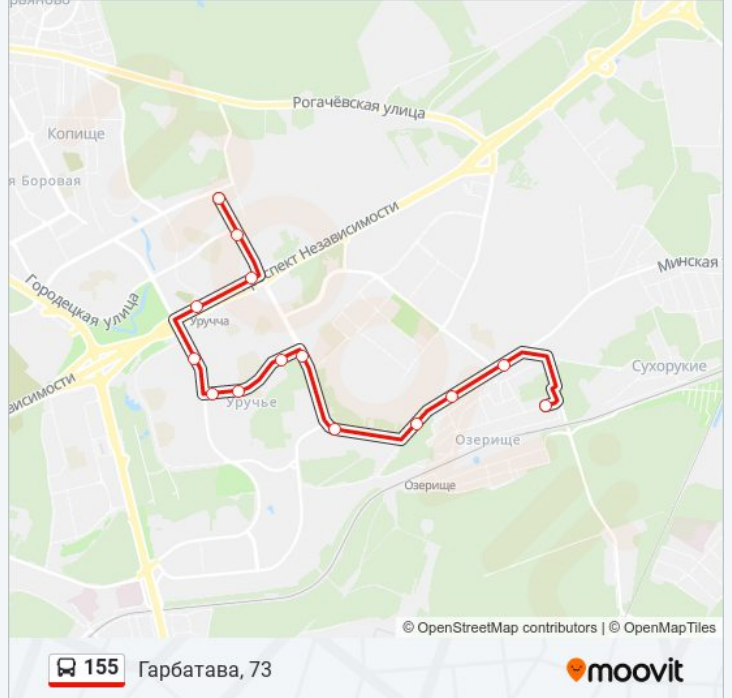 Рогачёвская улица
Копище
я Боровая
спект Независимости
Минская
Городецкая улица
Уручча
висимости
Сухорукие
Уручье
Озерище
Озерище
© OpenStreetMap contributors | © OpenMapTiles
155 Гарбатава, 73 moovit